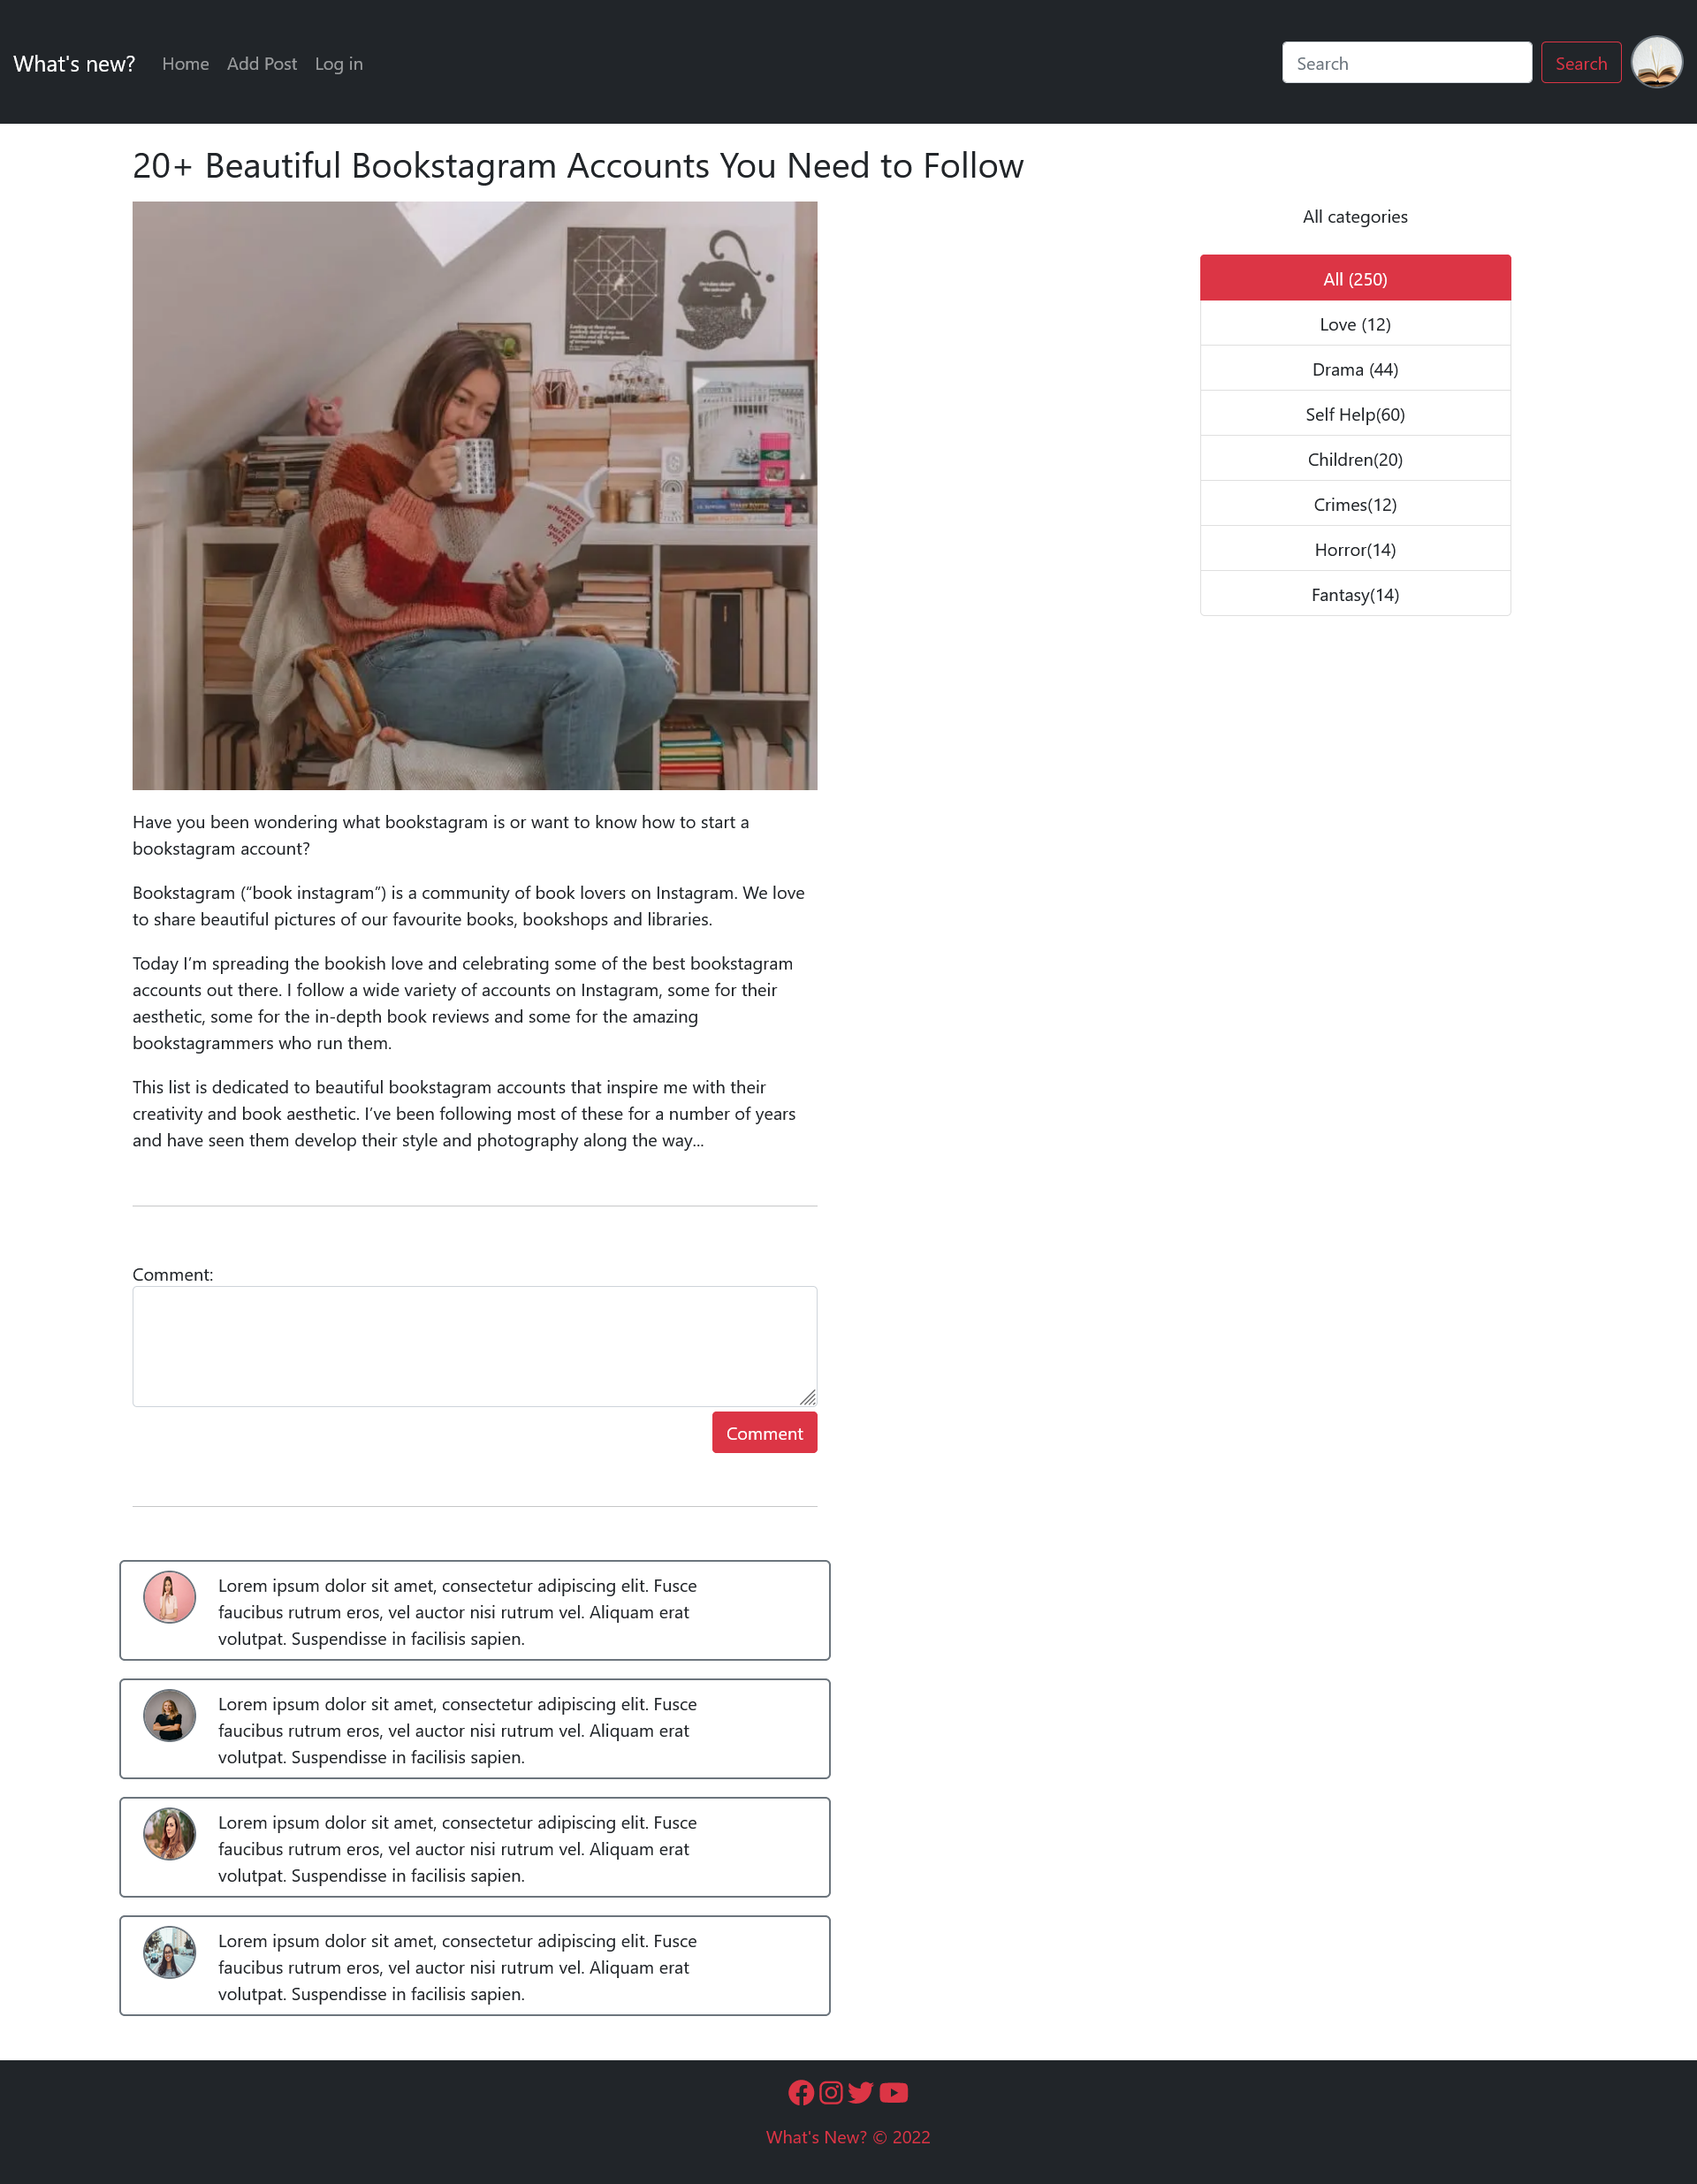 What's new?
Home
Add Post
Log in
Search
Search
20+ Beautiful Bookstagram Accounts You Need to Follow
All categories
All (250)
Love (12)
Drama (44)
Self Help(60)
Children(20)
Crimes(12)
Horror(14)
Fantasy(14)
burn
whoever
tries
to
burn
you
HARRY POTTER
Have you been wondering what bookstagram is or want to know how to start a
bookstagram account?
Bookstagram (“book instagram”) is a community of book lovers on Instagram. We love
to share beautiful pictures of our favourite books, bookshops and libraries.
Today I’m spreading the bookish love and celebrating some of the best bookstagram
accounts out there. I follow a wide variety of accounts on Instagram, some for their
aesthetic, some for the in-depth book reviews and some for the amazing
bookstagrammers who run them.
This list is dedicated to beautiful bookstagram accounts that inspire me with their
creativity and book aesthetic. I’ve been following most of these for a number of years
and have seen them develop their style and photography along the way…
Comment:
Comment
Lorem ipsum dolor sit amet, consectetur adipiscing elit. Fusce
faucibus rutrum eros, vel auctor nisi rutrum vel. Aliquam erat
volutpat. Suspendisse in facilisis sapien.
Lorem ipsum dolor sit amet, consectetur adipiscing elit. Fusce
faucibus rutrum eros, vel auctor nisi rutrum vel. Aliquam erat
volutpat. Suspendisse in facilisis sapien.
Lorem ipsum dolor sit amet, consectetur adipiscing elit. Fusce
faucibus rutrum eros, vel auctor nisi rutrum vel. Aliquam erat
volutpat. Suspendisse in facilisis sapien.
Lorem ipsum dolor sit amet, consectetur adipiscing elit. Fusce
faucibus rutrum eros, vel auctor nisi rutrum vel. Aliquam erat
volutpat. Suspendisse in facilisis sapien.
What's New? © 2022